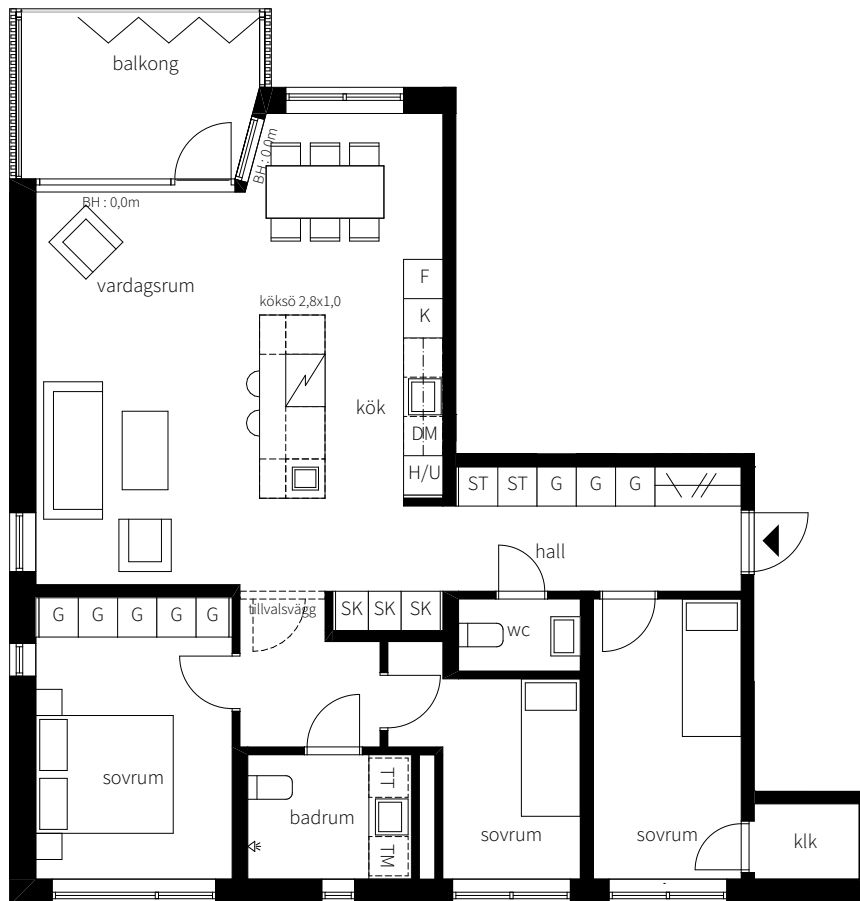 balkong
BH : 0,0m
BH : 0,0m
vardagsrum
F
köksö 2,8x1,0
K
kök
DM
H/U
ST ST G G G
hall
tillvalsvägg
G G G G G
SK SK SK
wc
sovrum
TT
badrum
TM
sovrum
sovrum
klk